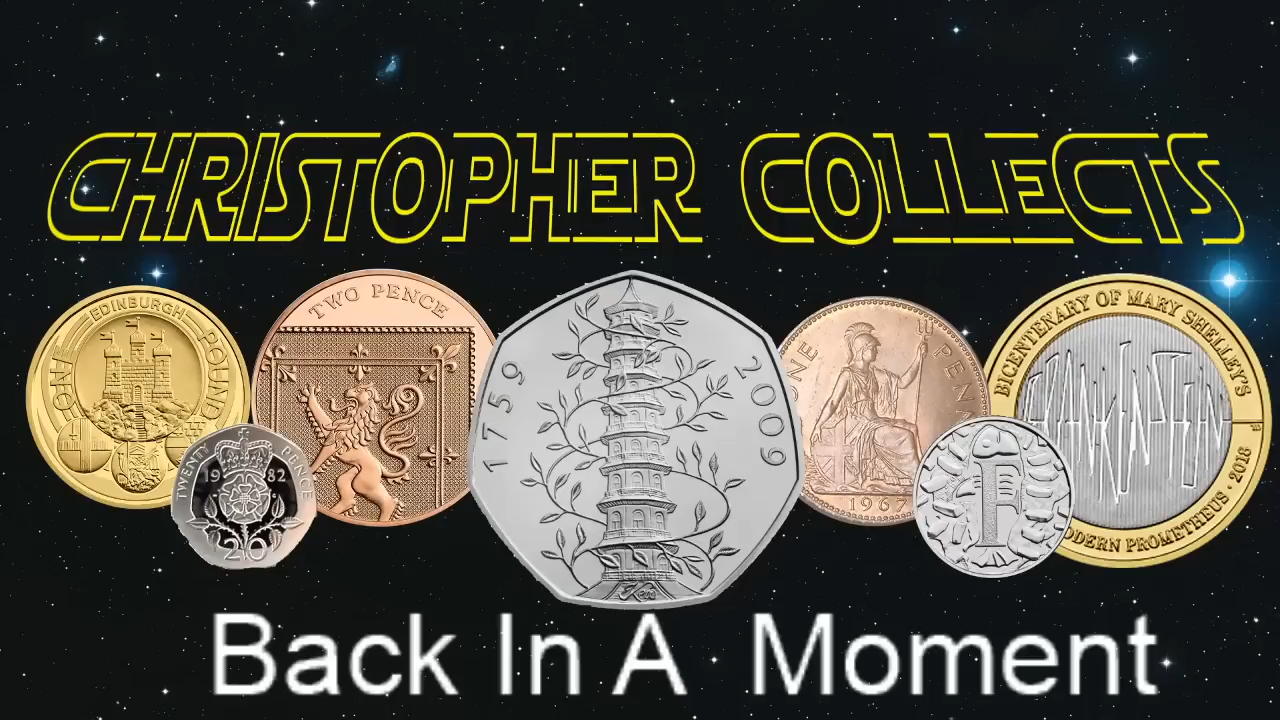 CHRISTOPHER COLLECTS
EDINBURGH
POUND
ONE
TWO PENCE
TWENTY PENCE
1982
20
1759
2009
Kew
ONE PENNY
1967
F
BICENTENARY OF MARY SHELLEY'S
FRANKENSTEIN
MODERN PROMETHEUS · 2018
Back In A Moment